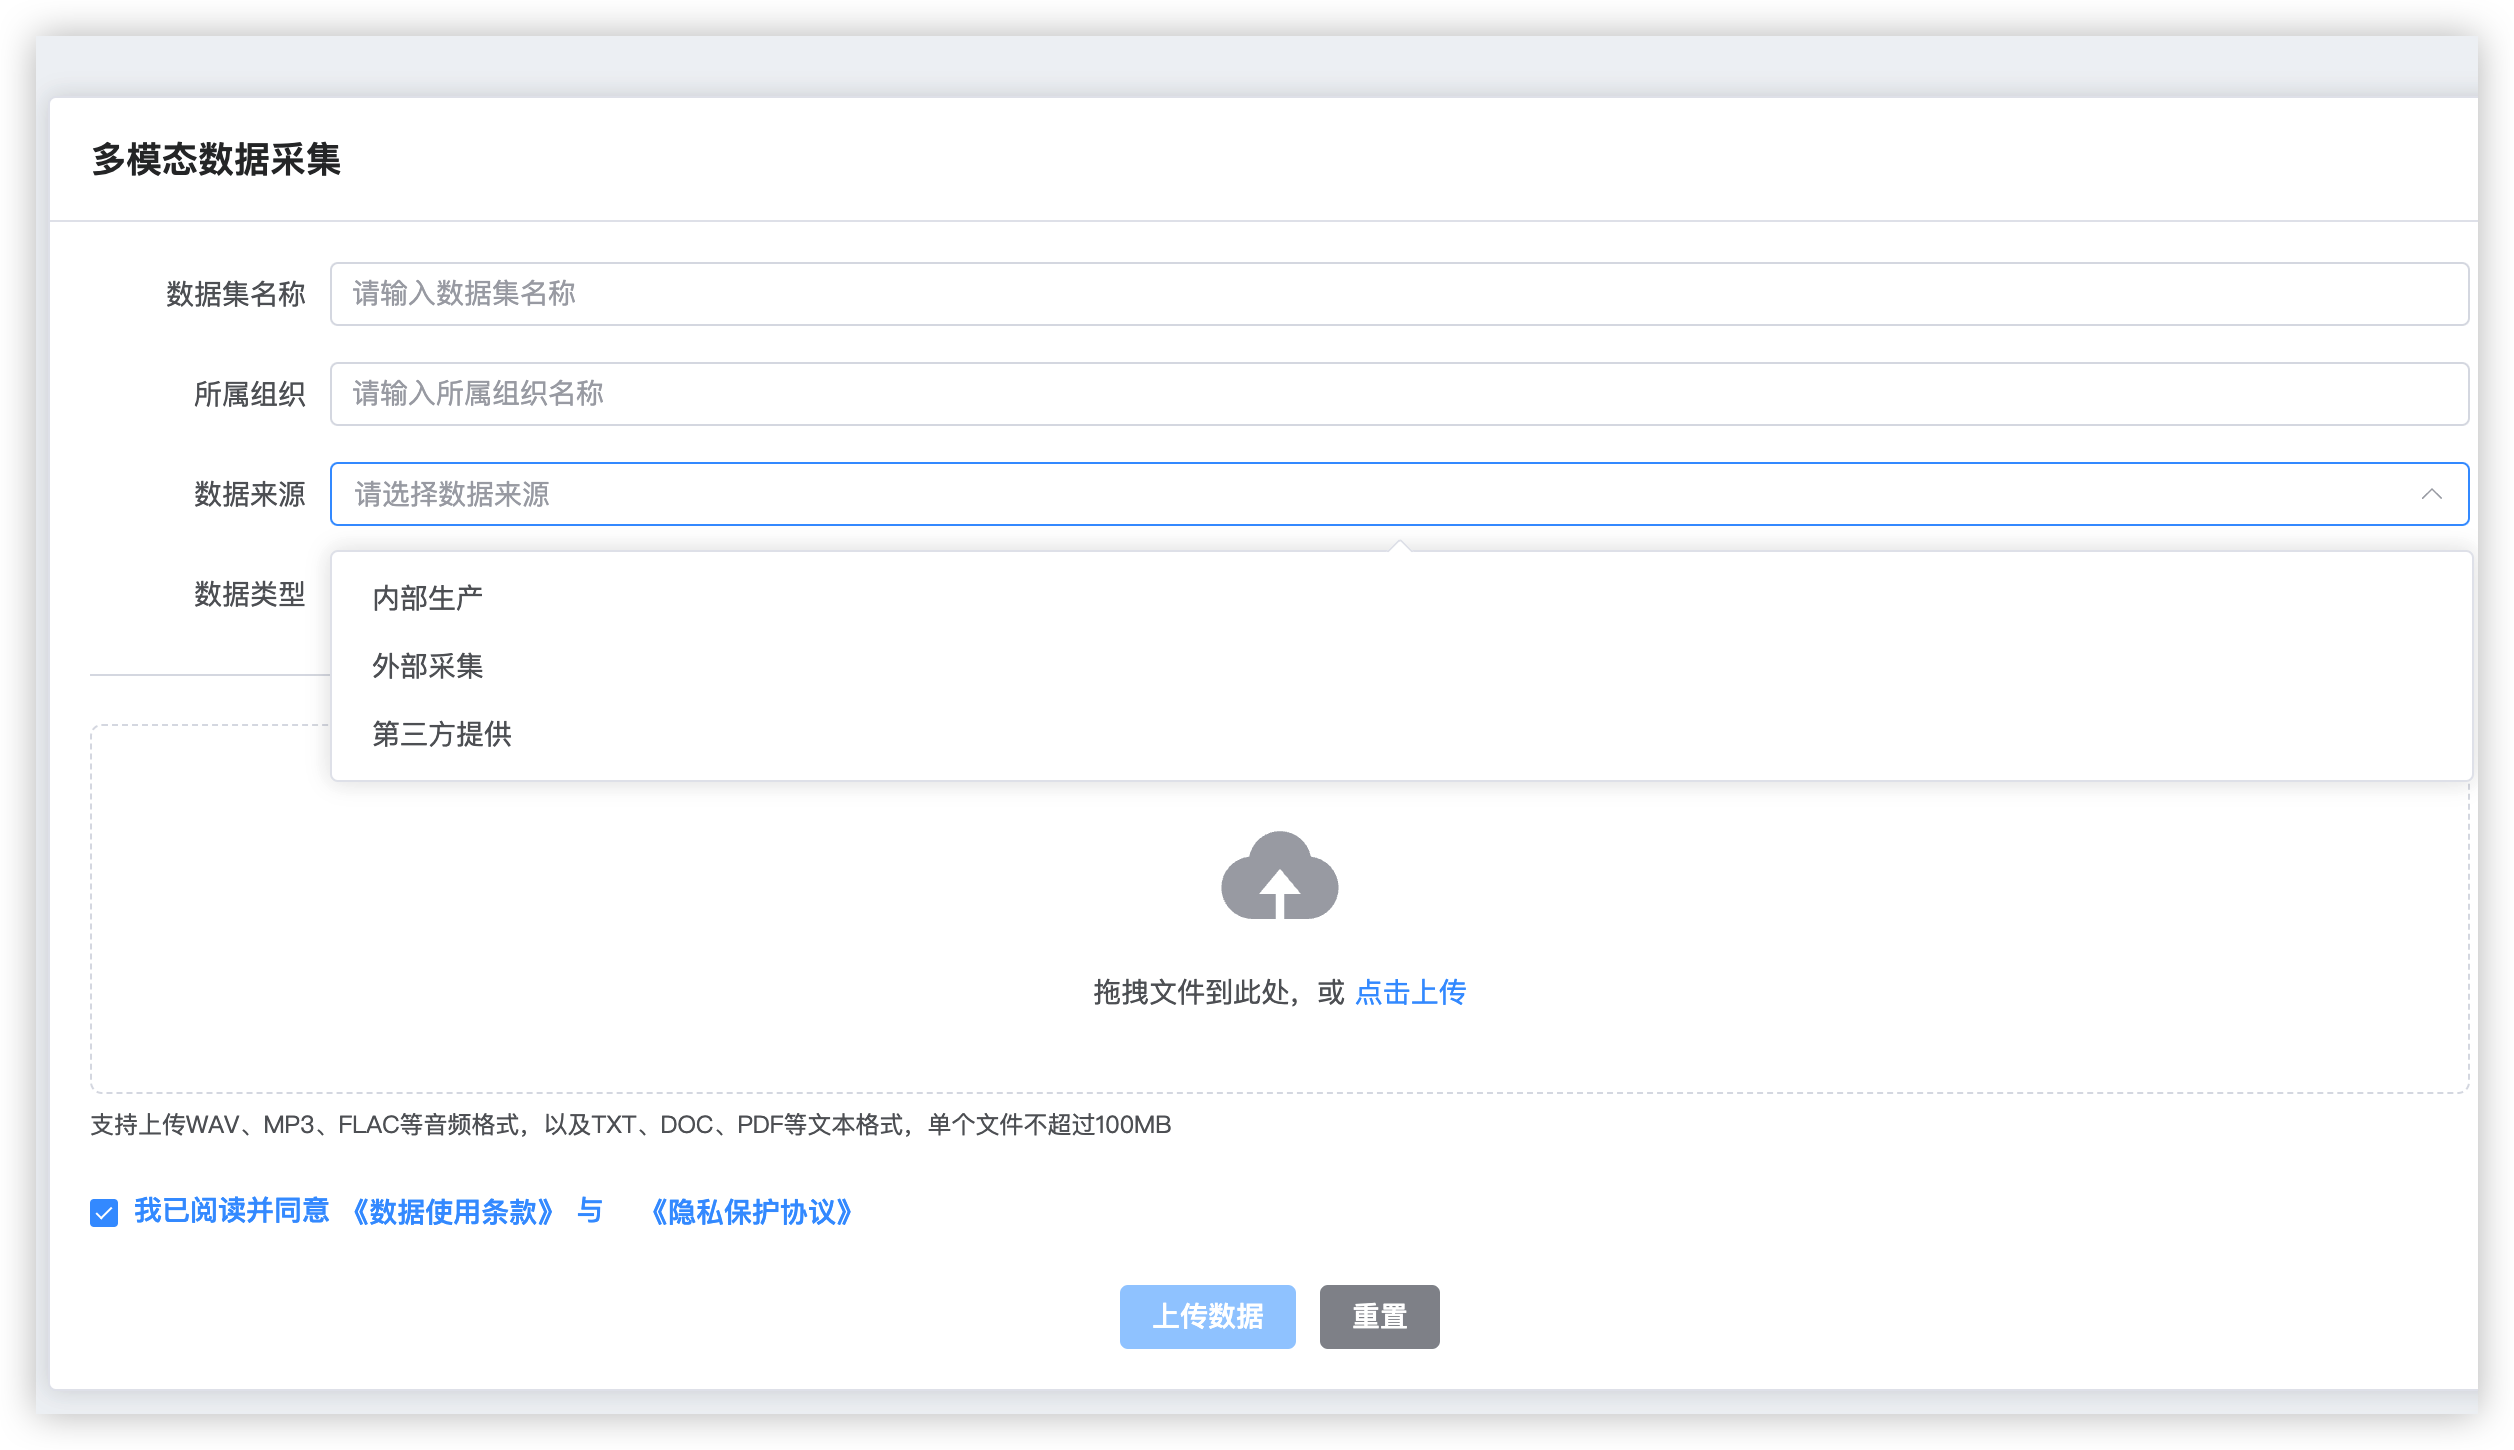 多模态数据采集
数据集名称 请输入数据集名称
所属组织 请输入所属组织名称
数据来源 请选择数据来源
数据类型 内部生产
外部采集
第三方提供
拖拽文件到此处，或 点击上传
支持上传WAV、MP3、FLAC等音频格式，以及TXT、DOC、PDF等文本格式，单个文件不超过100MB
我已阅读并同意 《数据使用条款》 与 《隐私保护协议》
上传数据 重置